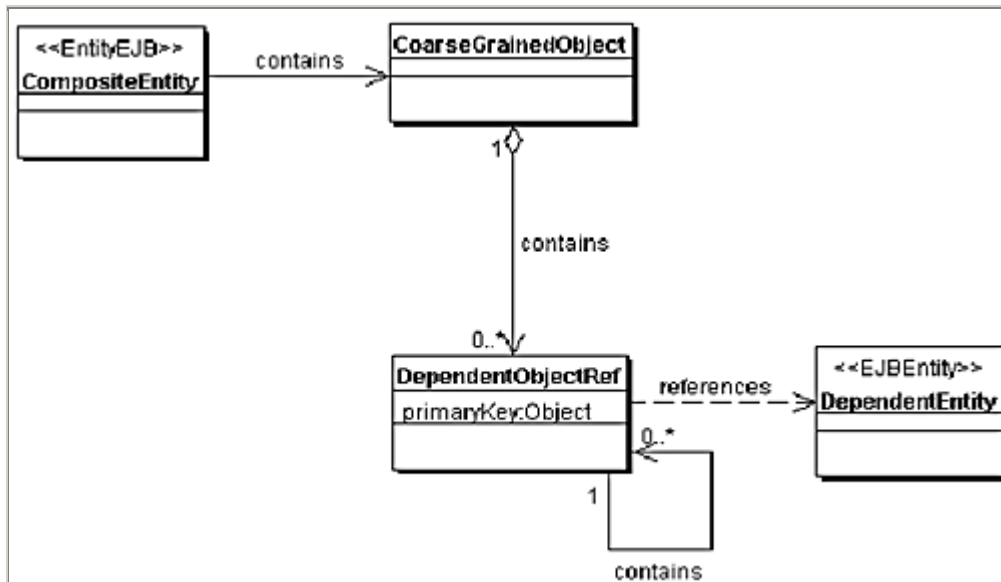 <<EntityEJB>>
CompositeEntity
contains
CoarseGrainedObject
1
contains
0..*
DependentObjectRef
primaryKey:Object
references
<<EJBEntity>>
DependentEntity
0..*
1
contains